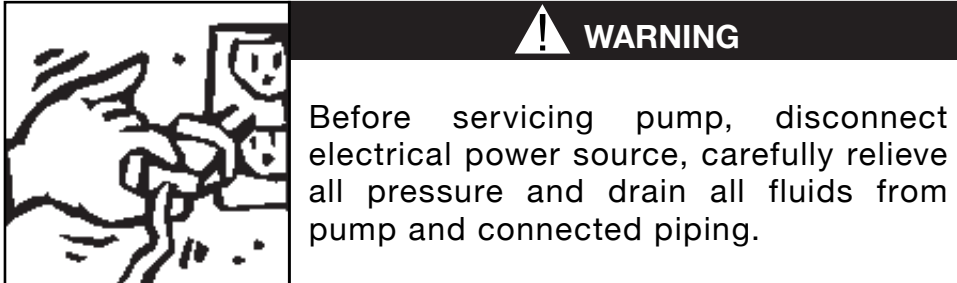 WARNING
Before servicing pump, disconnect
electrical power source, carefully relieve
all pressure and drain all fluids from
pump and connected piping.